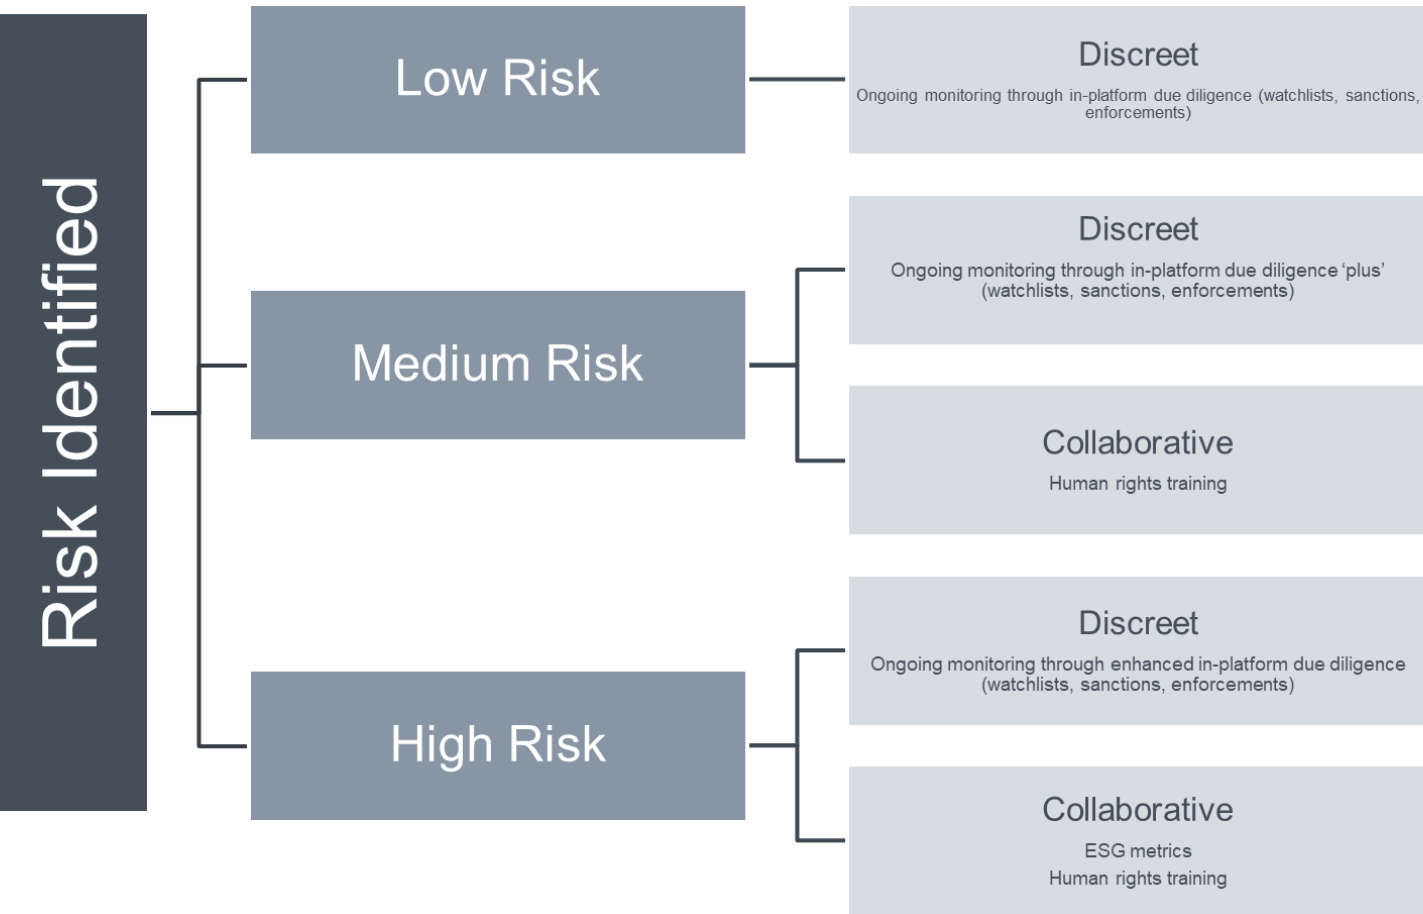 Risk Identified
Low Risk
Discreet
Ongoing monitoring through in-platform due diligence (watchlists, sanctions,
enforcements)
Medium Risk
Discreet
Ongoing monitoring through in-platform due diligence ‘plus’
(watchlists, sanctions, enforcements)
Collaborative
Human rights training
High Risk
Discreet
Ongoing monitoring through enhanced in-platform due diligence
(watchlists, sanctions, enforcements)
Collaborative
ESG metrics
Human rights training